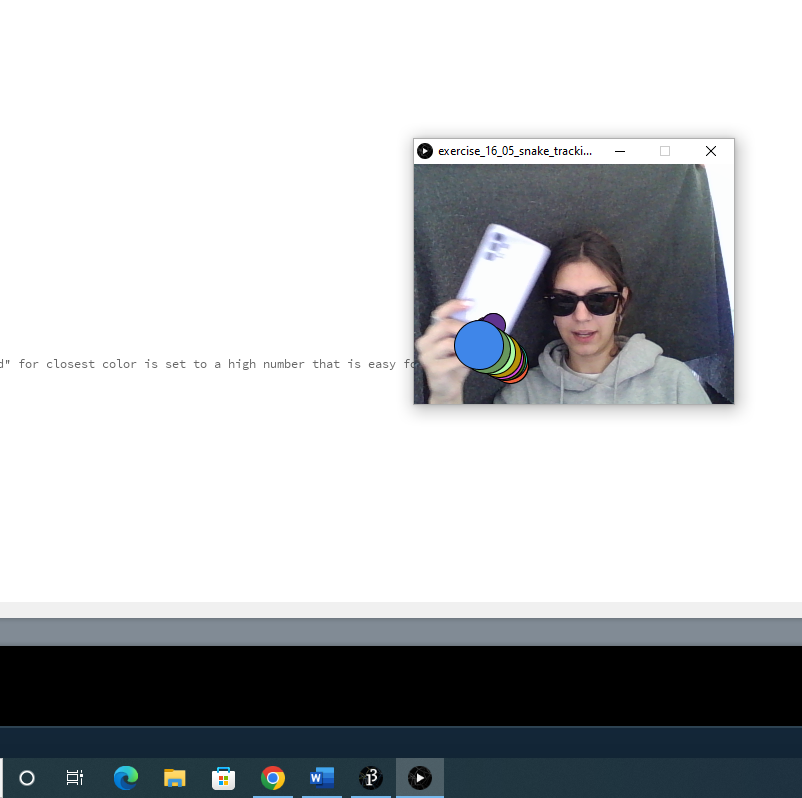 exercise_16_05_snake_tracki...
d" for closest color is set to a high number that is easy fo